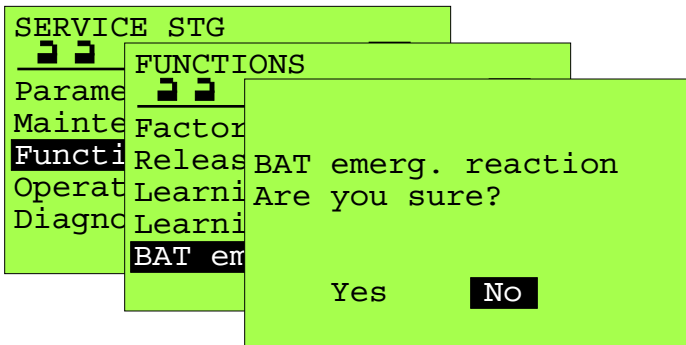 SERVICE STG
Parame
Mainte
Functi
Operat
Diagno
FUNCTIONS
Factor
Releas
Learni
Learni
BAT em
BAT emerg. reaction
Are you sure?
Yes No